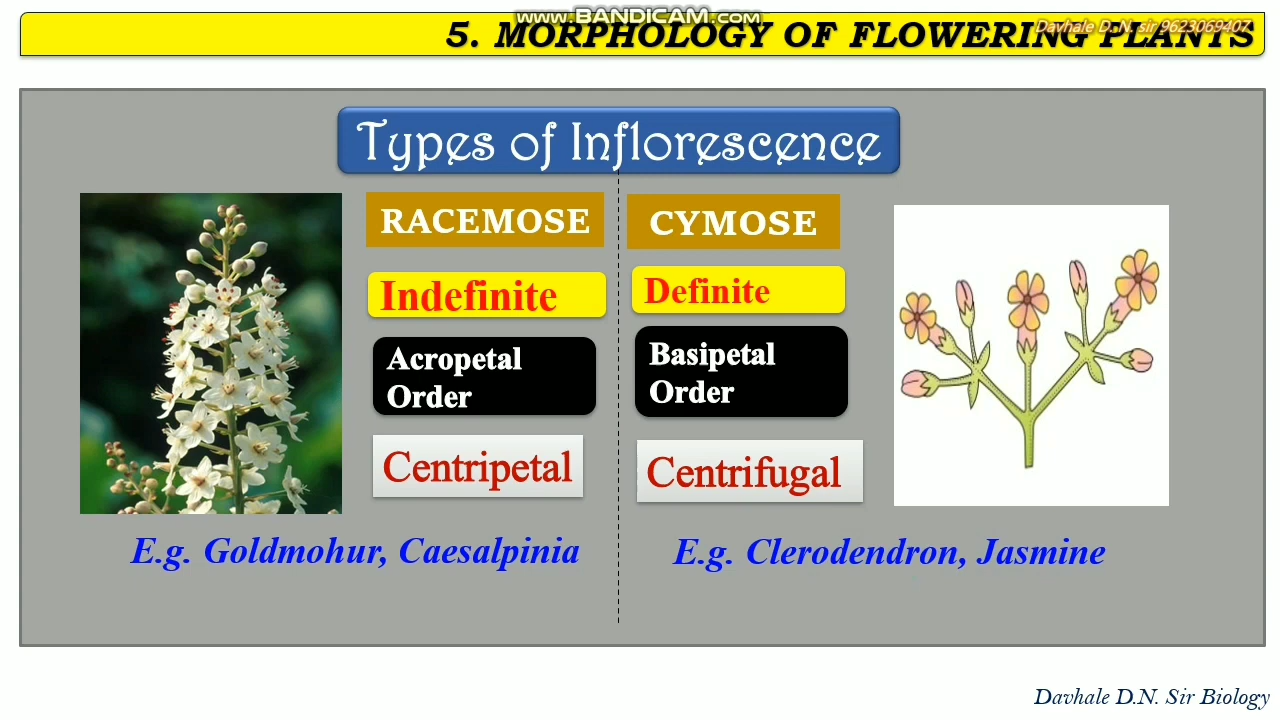 www.BANDICAM.com
Davhale D.N. sir 9623069407
5. MORPHOLOGY OF FLOWERING PLANTS
Types of Inflorescence
RACEMOSE
Indefinite
Acropetal
Order
Centripetal
E.g. Goldmohur, Caesalpinia
CYMOSE
Definite
Basipetal
Order
Centrifugal
E.g. Clerodendron, Jasmine
Davhale D.N. Sir Biology